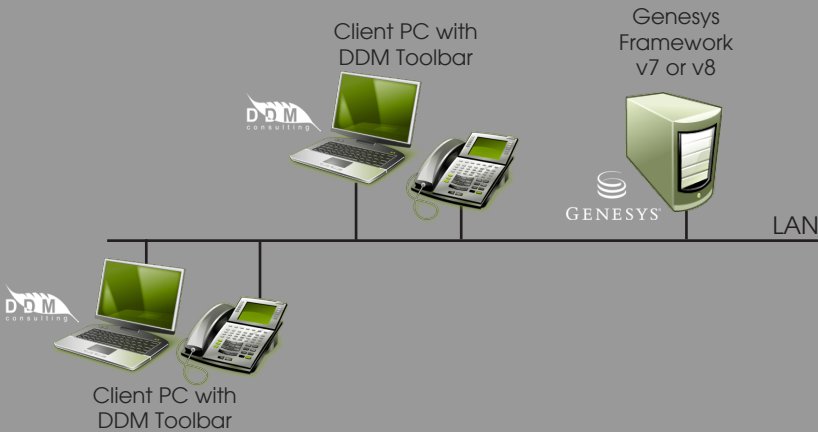 Client PC with
DDM Toolbar
Genesys
Framework
v7 or v8
DDM
consulting
GENESYS
LAN
DDM
consulting
Client PC with
DDM Toolbar